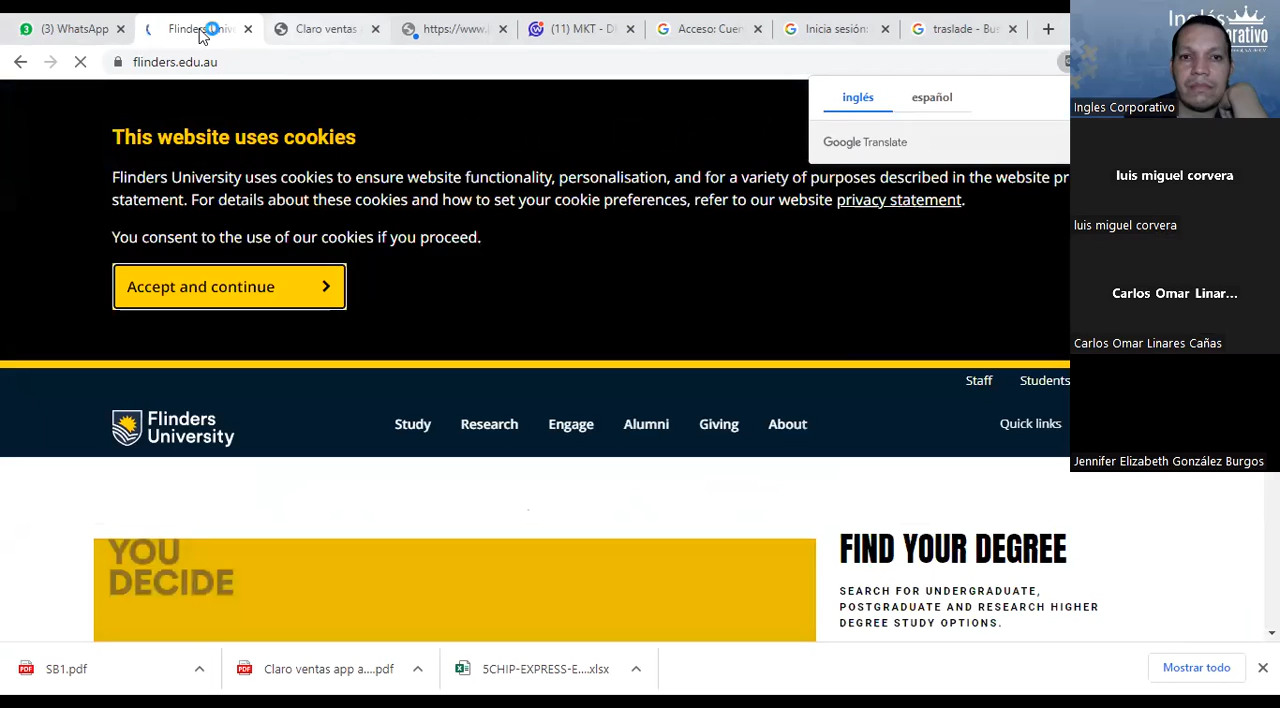 (3) WhatsApp
Flinders Univ
Claro ventas
https://www.
(11) MKT - D
Acceso: Cuen
Inicia sesión:
traslade - Bus
flinders.edu.au
inglés español
Google Translate
This website uses cookies
Flinders University uses cookies to ensure website functionality, personalisation, and for a variety of purposes described in the website pr
statement. For details about these cookies and how to set your cookie preferences, refer to our website privacy statement.
You consent to the use of our cookies if you proceed.
Accept and continue
Staff Students
Flinders
University
Study Research Engage Alumni Giving About
Quick links
YOU
DECIDE
FIND YOUR DEGREE
SEARCH FOR UNDERGRADUATE,
POSTGRADUATE AND RESEARCH HIGHER
DEGREE STUDY OPTIONS.
SB1.pdf
Claro ventas app a....pdf
5CHIP-EXPRESS-E....xlsx
Mostrar todo
Ingles Corporativo
luis miguel corvera
luis miguel corvera
Carlos Omar Linar...
Carlos Omar Linares Cañas
Jennifer Elizabeth González Burgos